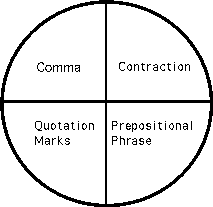 Comma
Contraction
Quotation
Marks
Prepositional
Phrase